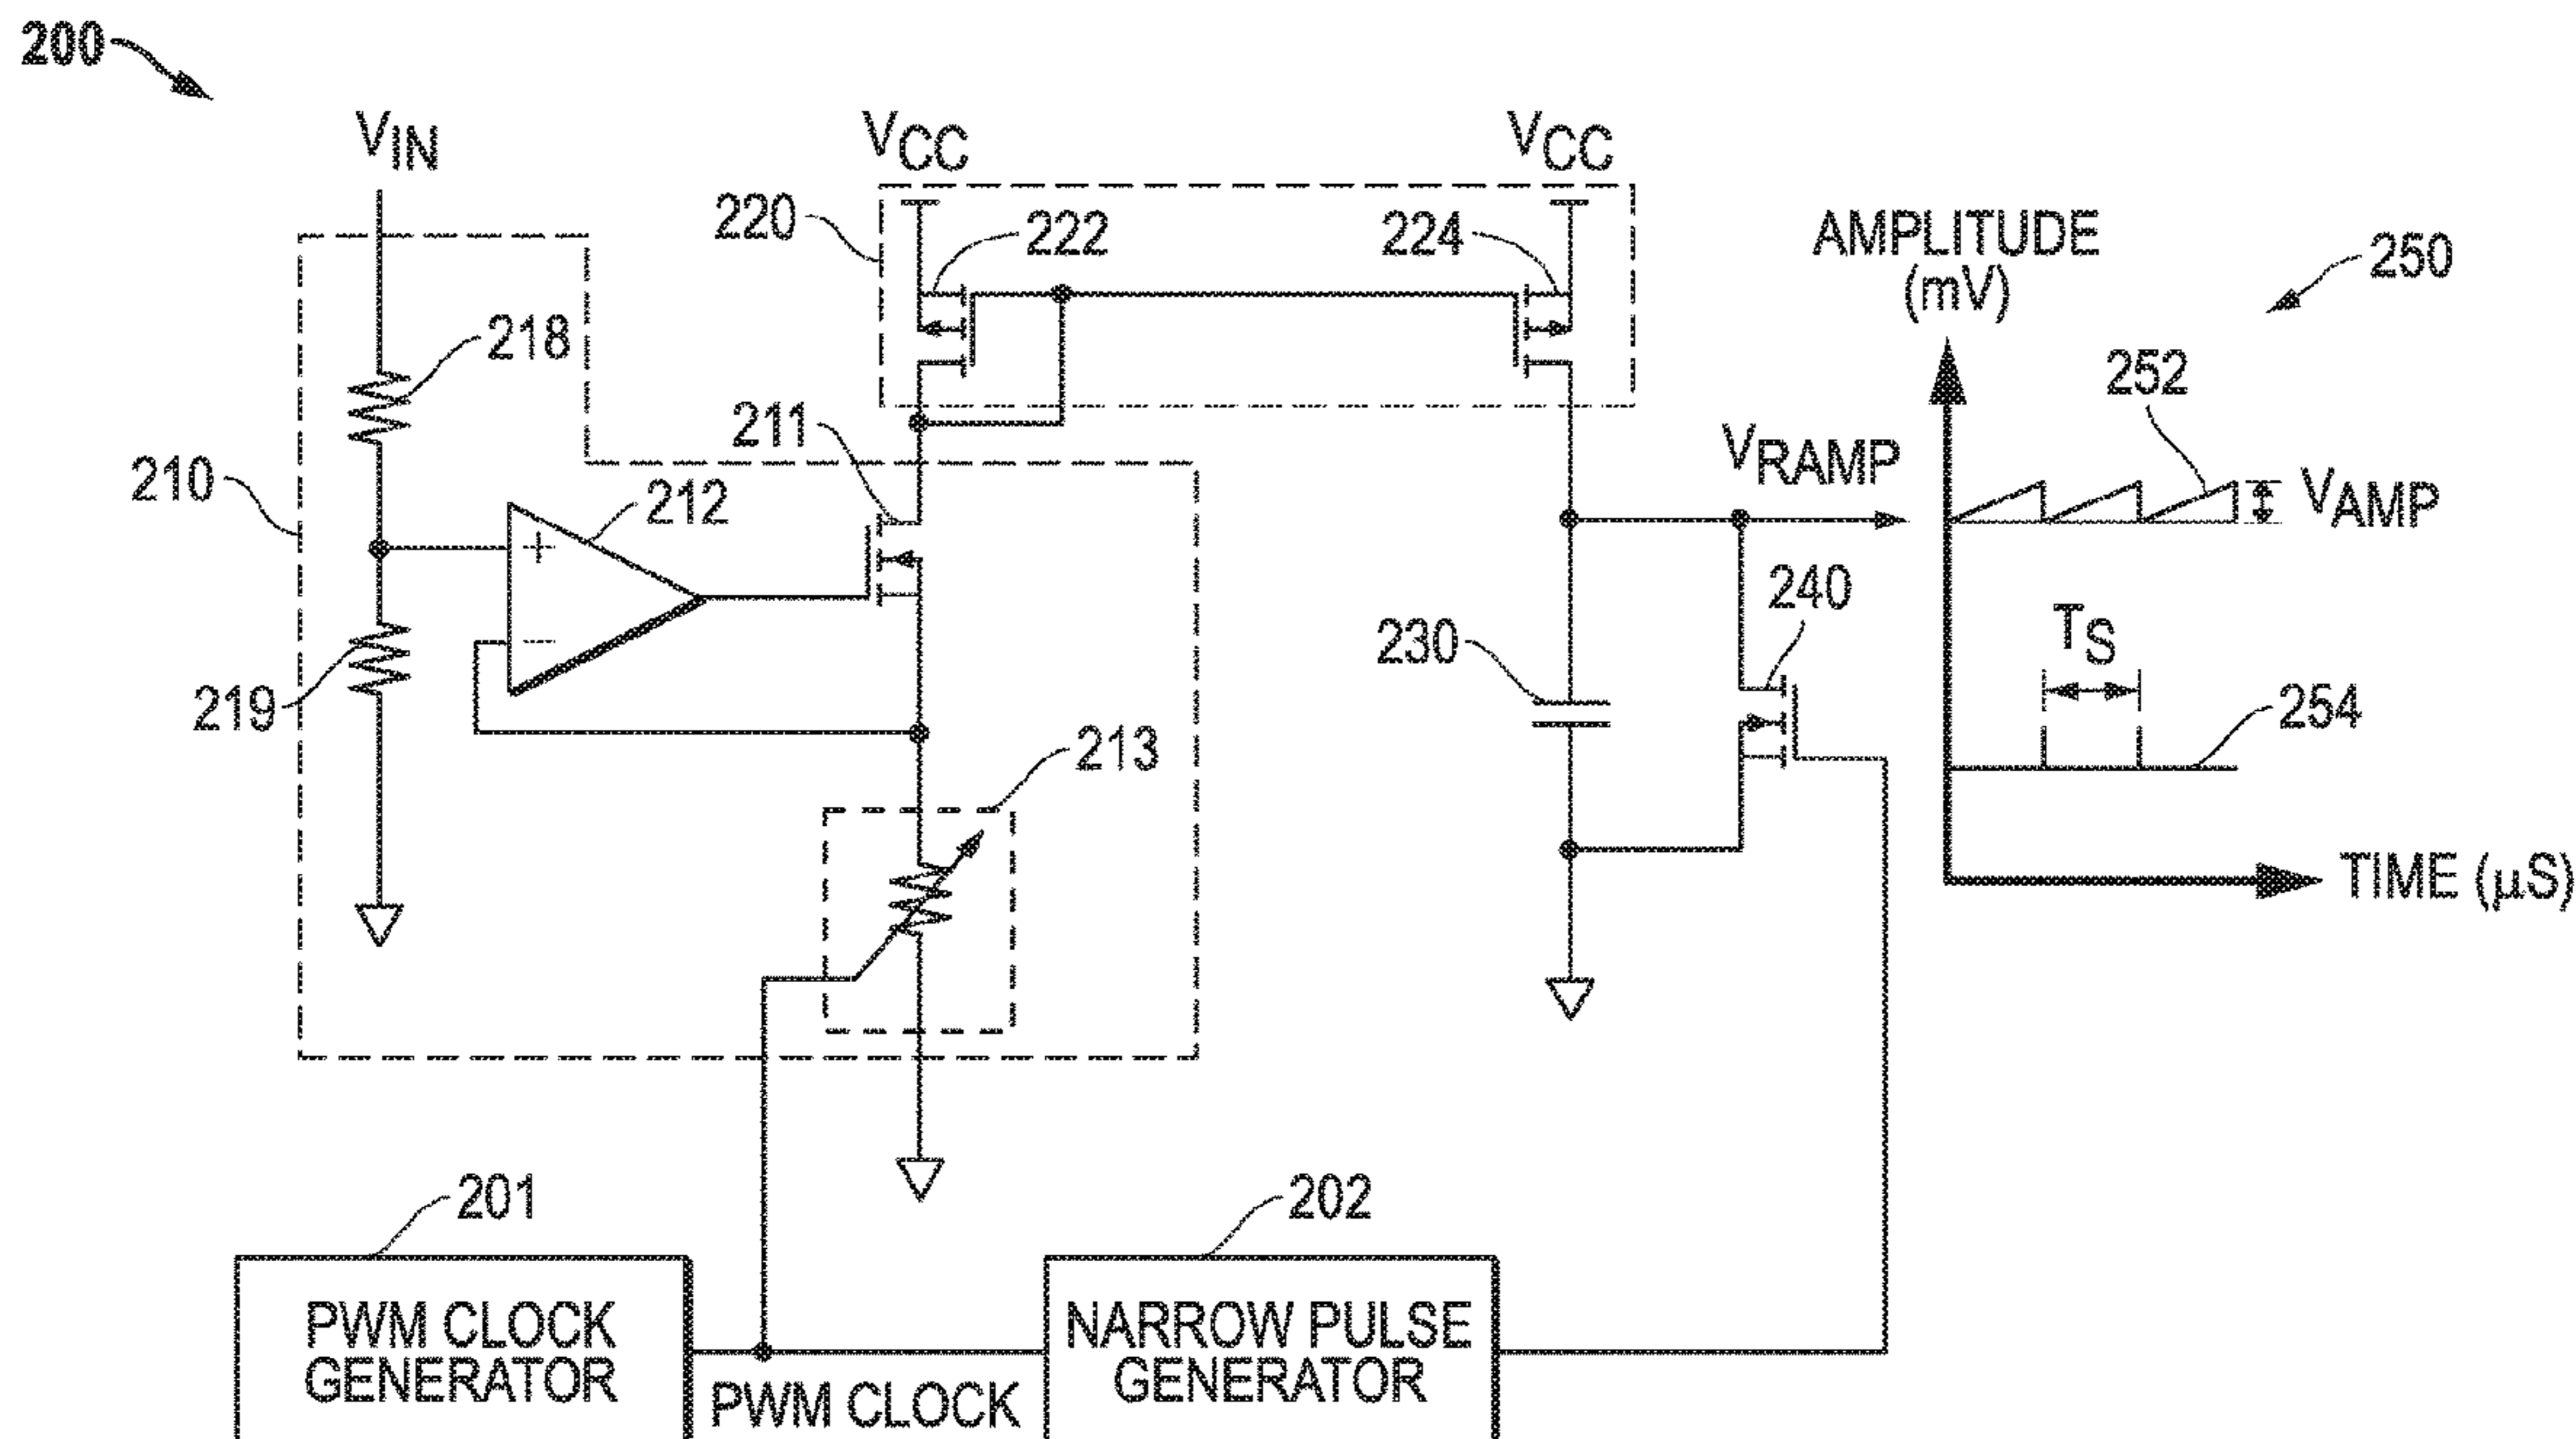 200
VIN
VCC
VCC
220
222
224
AMPLITUDE
(mV)
250
218
252
211
VRAMP
VAMP
210
212
+
240
TS
230
219
−
213
254
TIME (µS)
201
202
PWM CLOCK
GENERATOR
NARROW PULSE
GENERATOR
PWM CLOCK